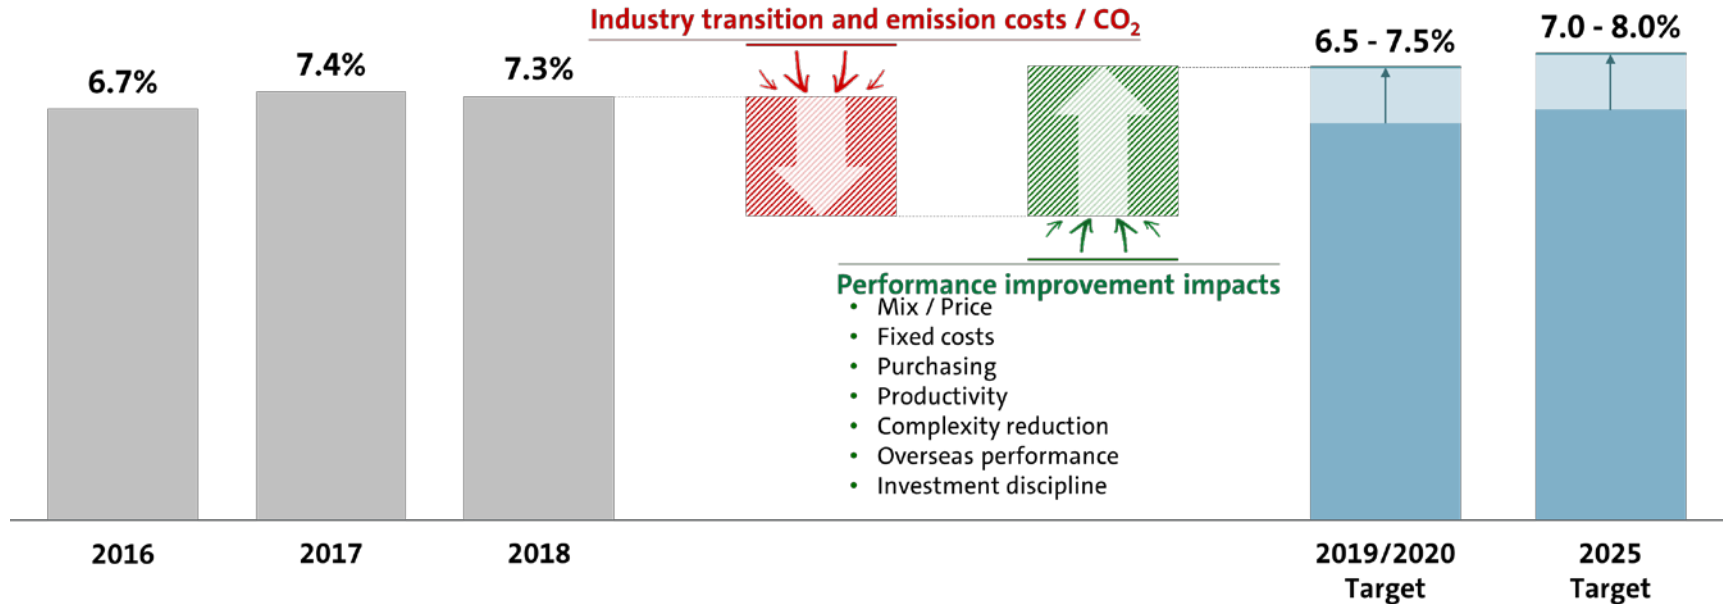 Industry transition and emission costs / CO₂
6.7%
7.4%
7.3%
6.5 - 7.5%
7.0 - 8.0%
Performance improvement impacts
• Mix / Price
• Fixed costs
• Purchasing
• Productivity
• Complexity reduction
• Overseas performance
• Investment discipline
2016
2017
2018
2019/2020
Target
2025
Target